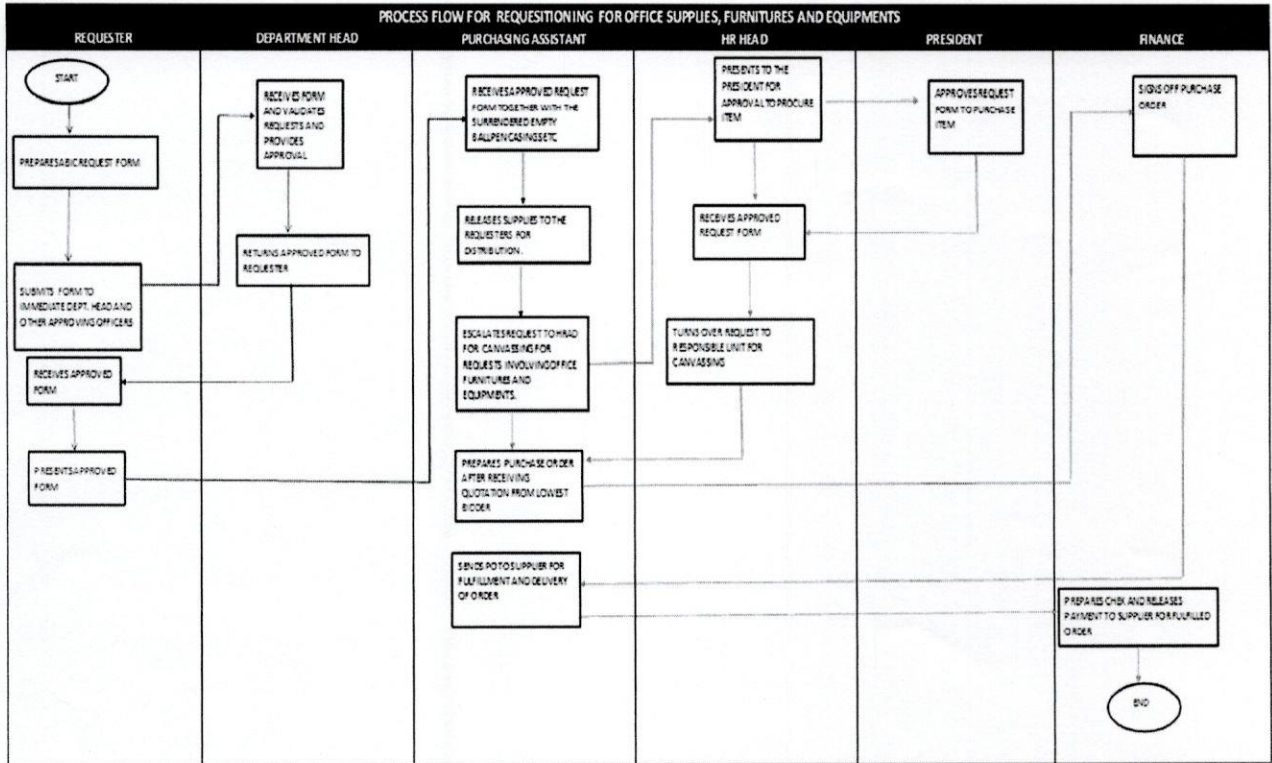 PROCESS FLOW FOR REQUESITIONING FOR OFFICE SUPPLIES, FURNITURES AND EQUIPMENTS
REQUESTER
DEPARTMENT HEAD
PURCHASING ASSISTANT
HR HEAD
PRESIDENT
FINANCE
START
PREPARES ABIC REQUEST FORM
SUBMITS FORM TO
IMMEDIATE DEPT. HEAD AND
OTHER APPROVING OFFICERS
RECEIVES APPROVED
FORM
PRESENTS APPROVED
FORM
RECEIVES FORM
AND VALIDATES
REQUESTS AND
PROVIDES
APPROVAL
RETURNS APPROVED FORM TO
REQUESTER
RECEIVES APPROVED REQUEST
FORM TOGETHER WITH THE
SURRENDERED EMPTY
BALLPEN CASINGS ETC
RELEASES SUPPLIES TO THE
REQUESTERS FOR
DISTRIBUTION.
ESCALATES REQUEST TO HRAD
FOR CANVASSING FOR
REQUESTS INVOLVING OFFICE
FURNITURES AND
EQUIPMENTS.
PREPARES PURCHASE ORDER
AFTER RECEIVING
QUOTATION FROM LOWEST
BIDDER
SENDS PO TO SUPPLIER FOR
FULFILLMENT AND DELIVERY
OF ORDER
PRESENTS TO THE
PRESIDENT FOR
APPROVAL TO PROCURE
ITEM
RECEIVES APPROVED
REQUEST FORM
TURNS OVER REQUEST TO
RESPONSIBLE UNIT FOR
CANVASSING
APPROVES REQUEST
FORM TO PURCHASE
ITEM
SIGNS OFF PURCHASE
ORDER
PREPARES CHEK AND RELEASES
PAYMENT TO SUPPLIER FOR FULFILLED
ORDER
END